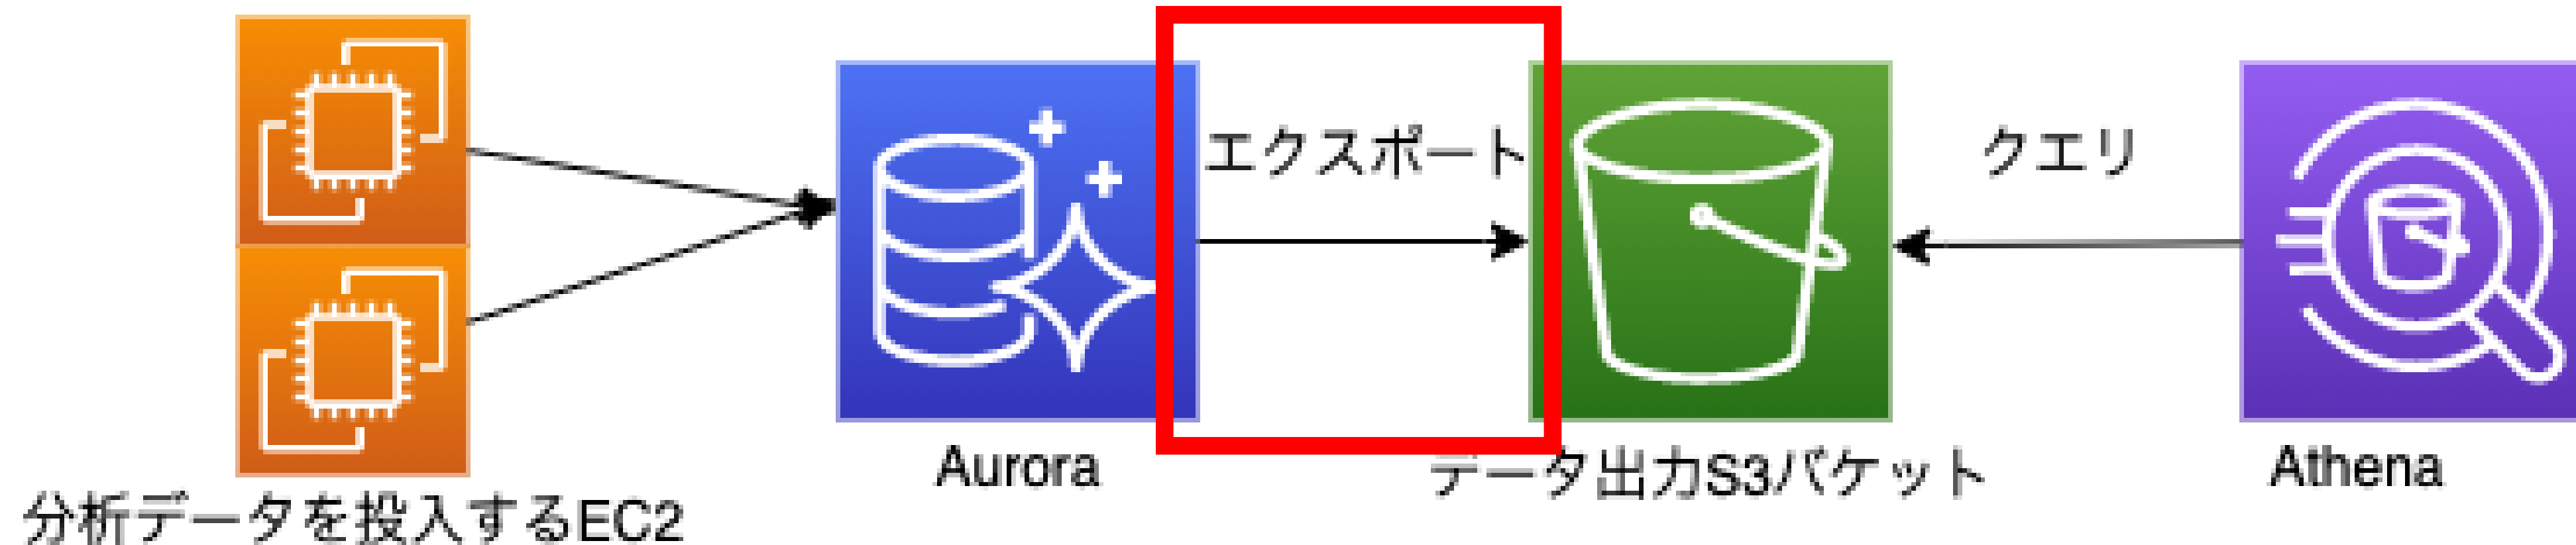 エクスポート
クエリ
Aurora
データ出力S3バケット
Athena
分析データを投入するEC2